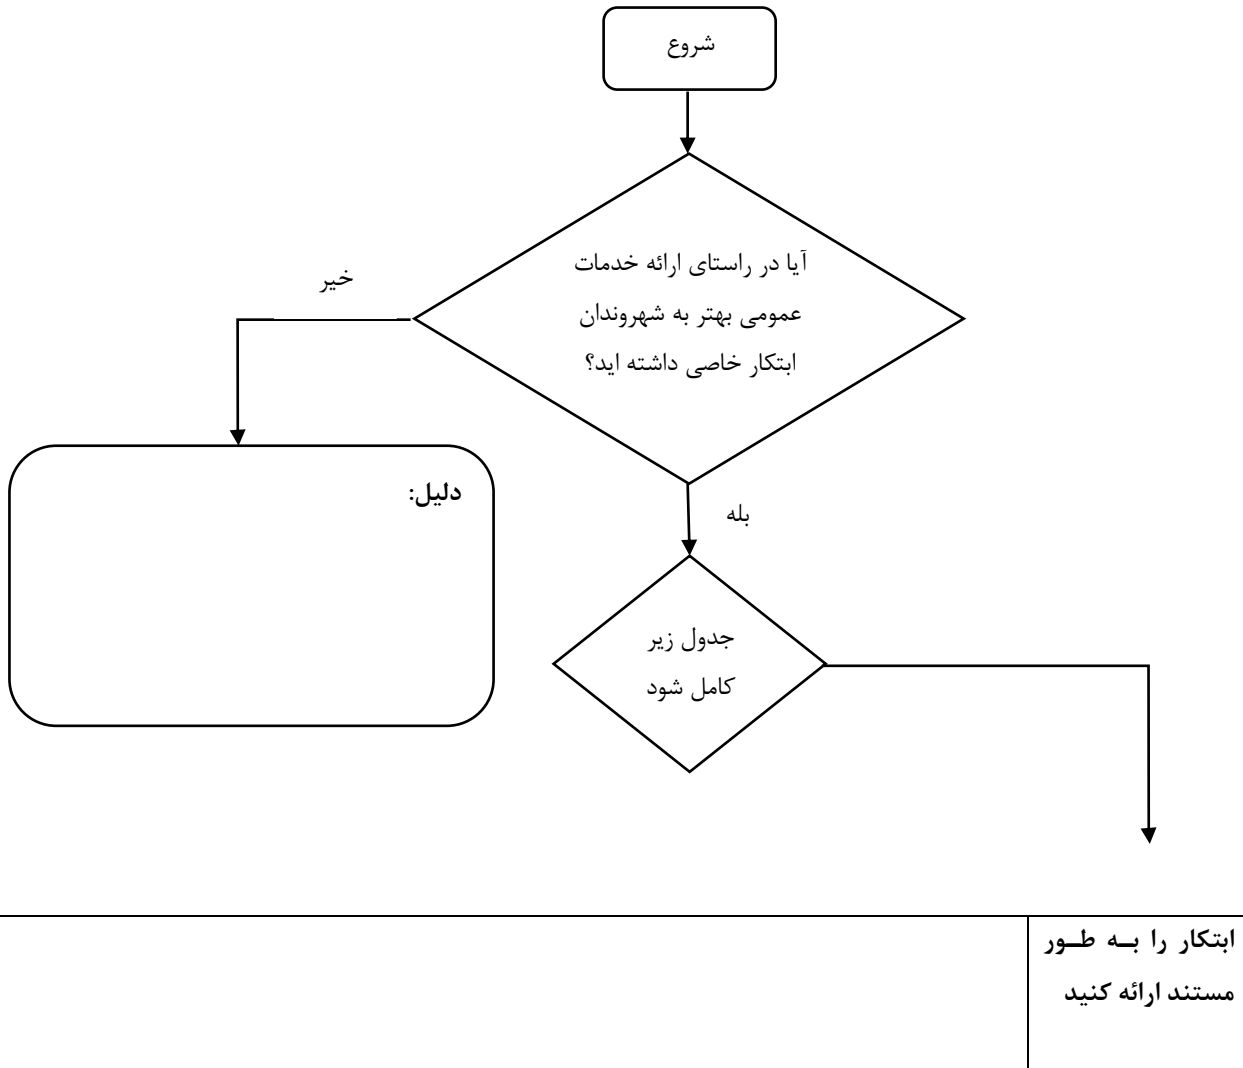 شروع
آیا در راستای ارائه خدمات
عمومی بهتر به شهروندان
ابتکار خاصی داشته اید؟
خیر
دلیل:
بله
جدول زیر
کامل شود
ابتکار را بــه طــور
مستند ارائه کنید